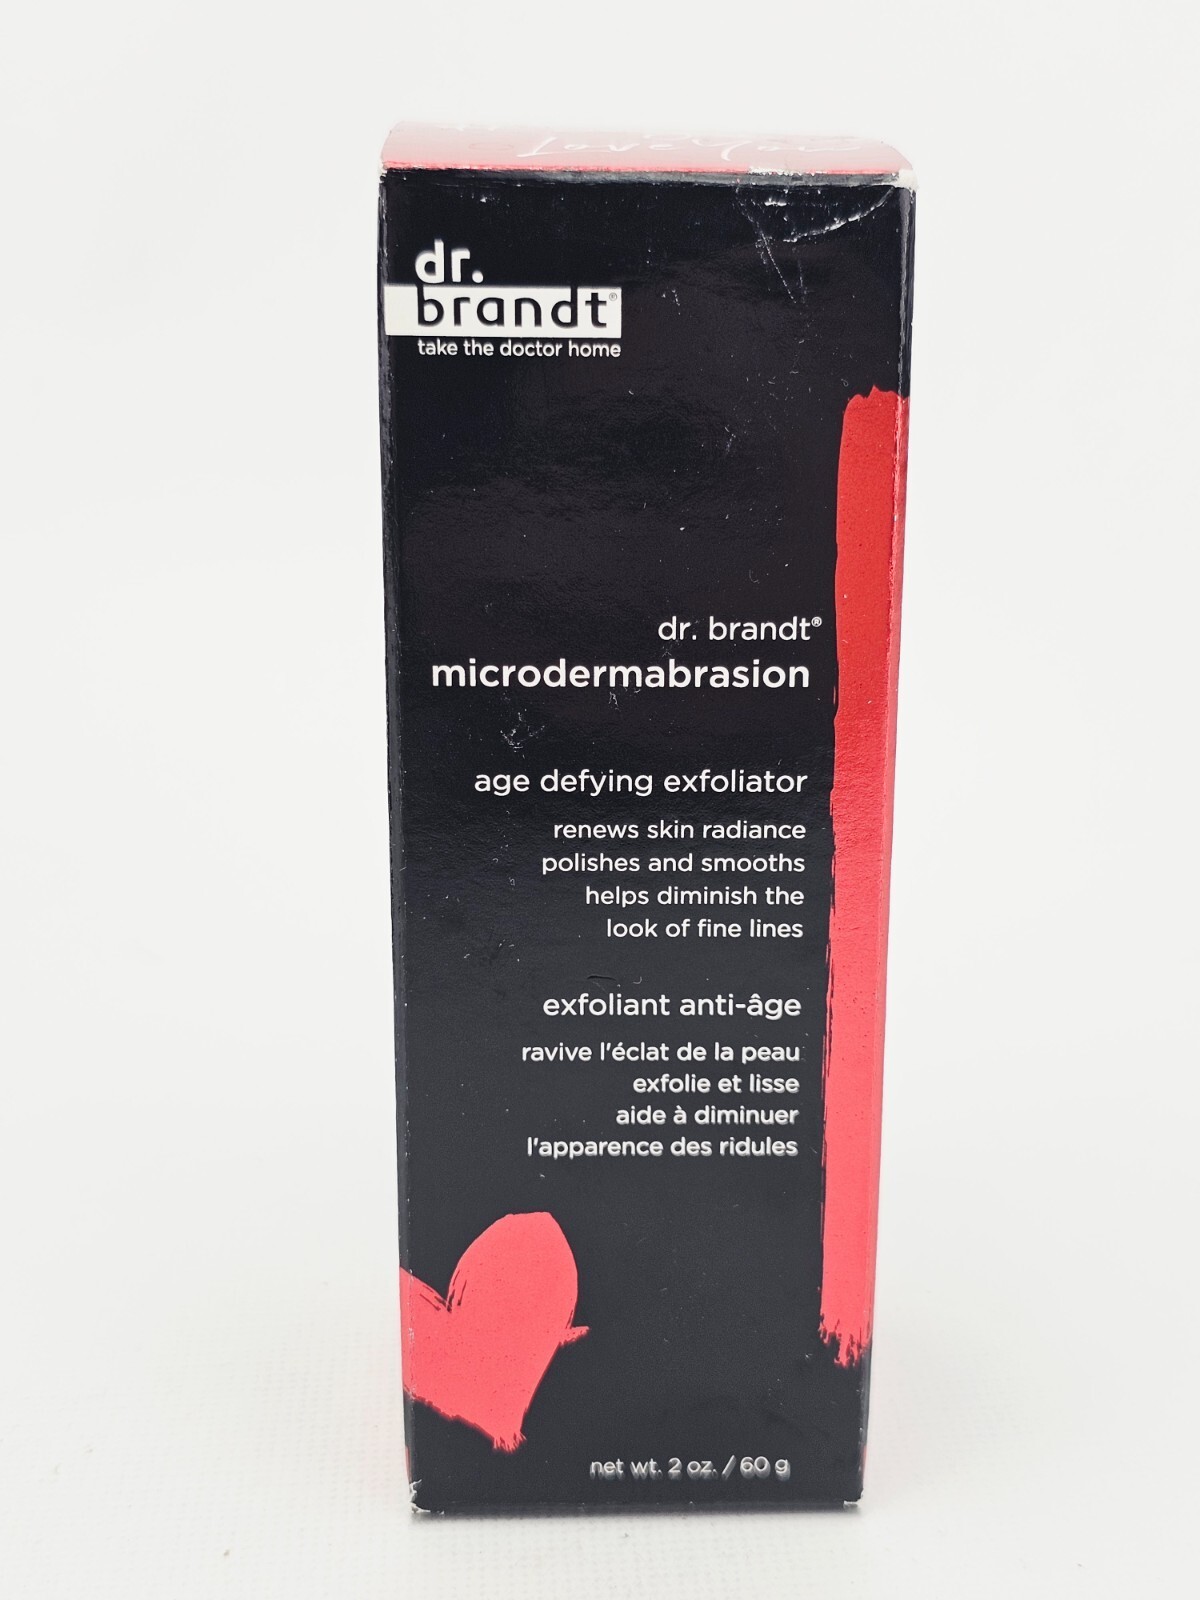 dr.
brandt®
take the doctor home
dr. brandt®
microdermabrasion
age defying exfoliator
renews skin radiance
polishes and smooths
helps diminish the
look of fine lines
exfoliant anti-âge
ravive l'éclat de la peau
exfolie et lisse
aide à diminuer
l'apparence des ridules
net wt. 2 oz. / 60 g